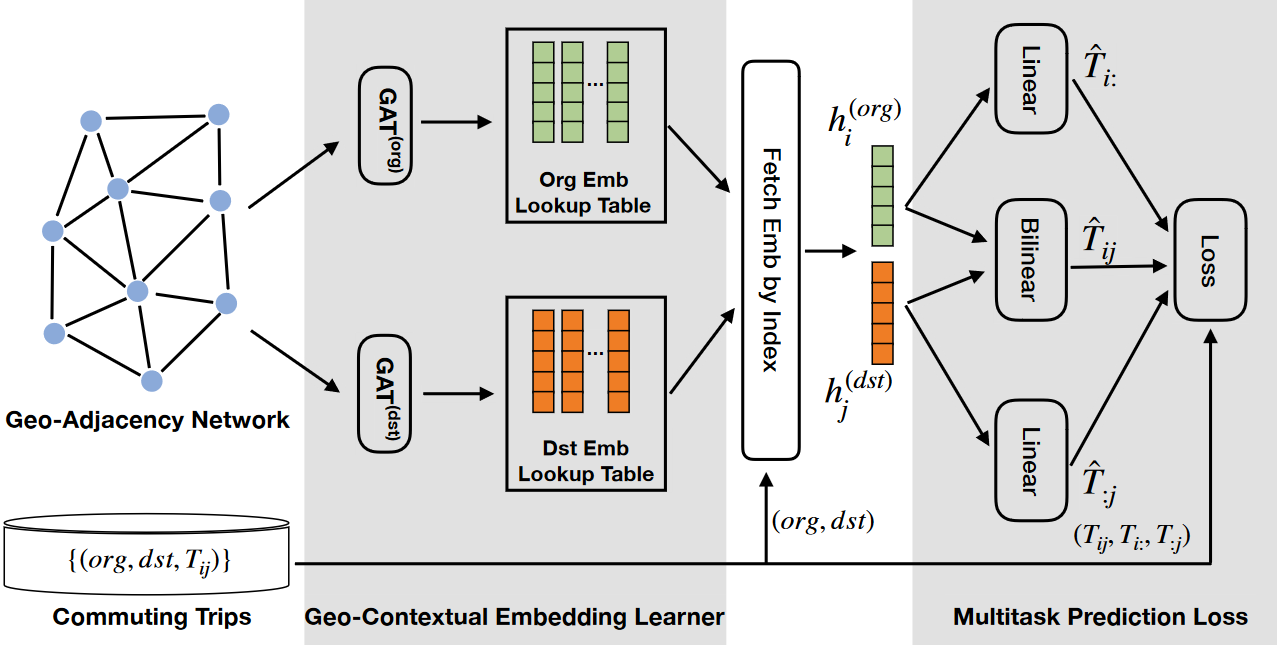 Geo-Adjacency Network
{(org, dst, T_{ij})}
Commuting Trips
GAT^{(org)}
GAT^{(dst)}
...
Org Emb
Lookup Table
...
Dst Emb
Lookup Table
Geo-Contextual Embedding Learner
Fetch Emb by Index
(org, dst)
h_i^{(org)}
h_j^{(dst)}
Linear
Bilinear
Linear
\hat{T}_{i:}
\hat{T}_{ij}
\hat{T}_{:j}
(T_{ij}, T_{i:}, T_{:j})
Loss
Multitask Prediction Loss